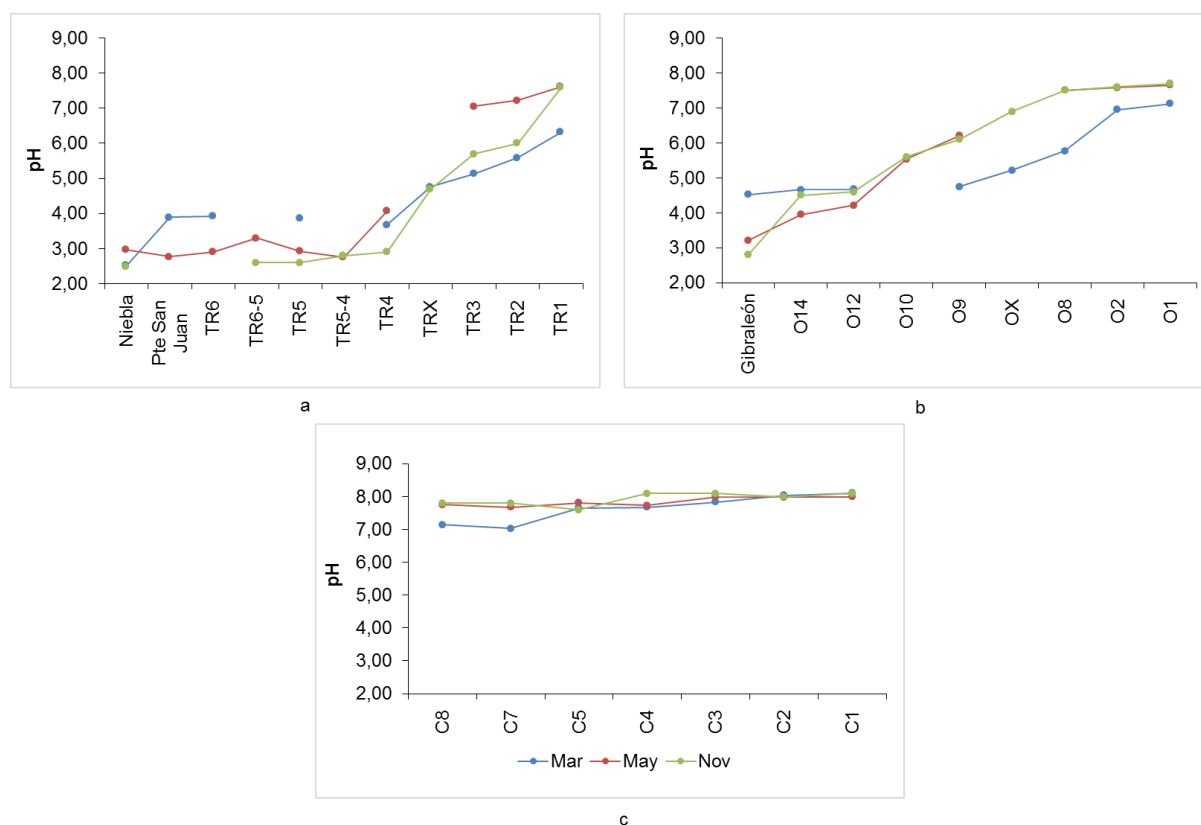 9,00
8,00
7,00
6,00
5,00
4,00
3,00
2,00
pH
Niebla
Pte San
Juan
TR6
TR6-5
TR5
TR5-4
TR4
TRX
TR3
TR2
TR1
a
9,00
8,00
7,00
6,00
5,00
4,00
3,00
2,00
pH
Gibraleón
O14
O12
O10
O9
OX
O8
O2
O1
b
9,00
8,00
7,00
6,00
5,00
4,00
3,00
2,00
pH
C8
C7
C5
C4
C3
C2
C1
Mar May Nov
c